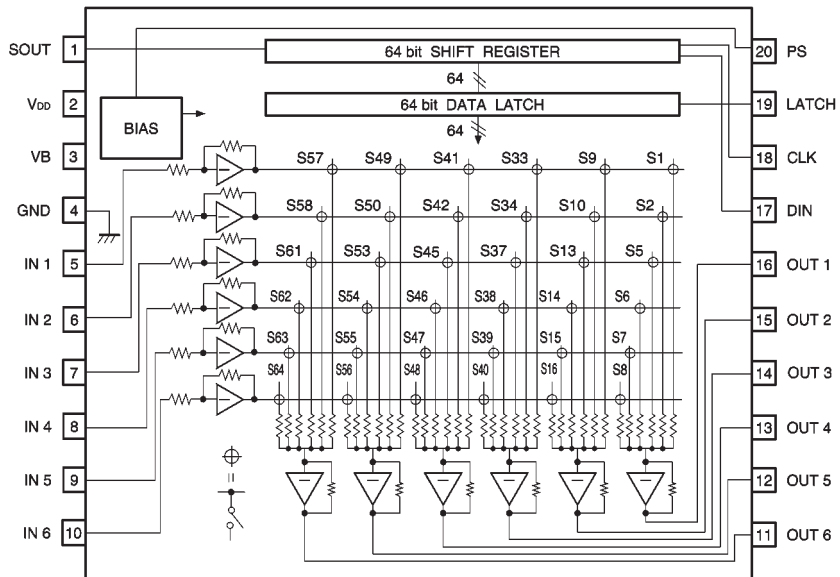 SOUT 1 64 bit SHIFT REGISTER 20 PS
64
VDD 2 64 bit DATA LATCH 19 LATCH
BIAS 64
VB 3 S57 S49 S41 S33 S9 S1 18 CLK
GND 4 S58 S50 S42 S34 S10 S2 17 DIN
IN 1 5 S61 S53 S45 S37 S13 S5 16 OUT 1
IN 2 6 S62 S54 S46 S38 S14 S6 15 OUT 2
S63 S55 S47 S39 S15 S7
IN 3 7 S64 S56 S48 S40 S16 S8 14 OUT 3
IN 4 8 13 OUT 4
IN 5 9 12 OUT 5
IN 6 10 11 OUT 6